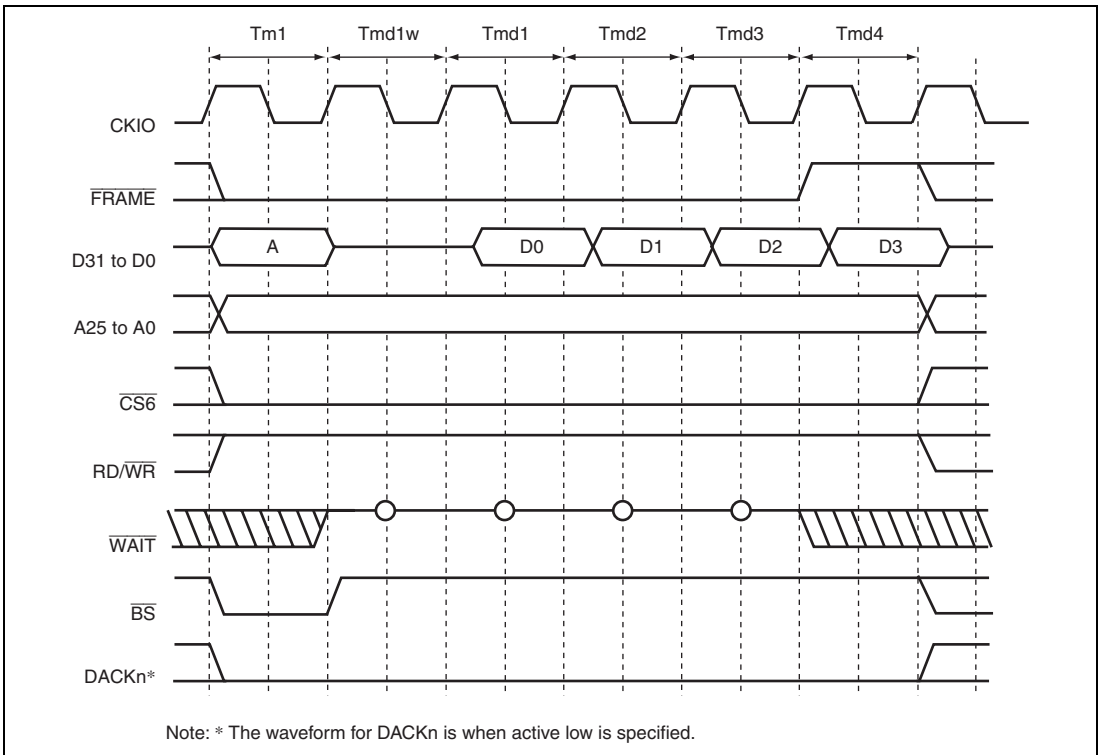 Tm1 Tmd1w Tmd1 Tmd2 Tmd3 Tmd4
CKIO
FRAME
A D0 D1 D2 D3
D31 to D0
A25 to A0
CS6
RD/WR
WAIT
BS
DACKn*
Note: * The waveform for DACKn is when active low is specified.